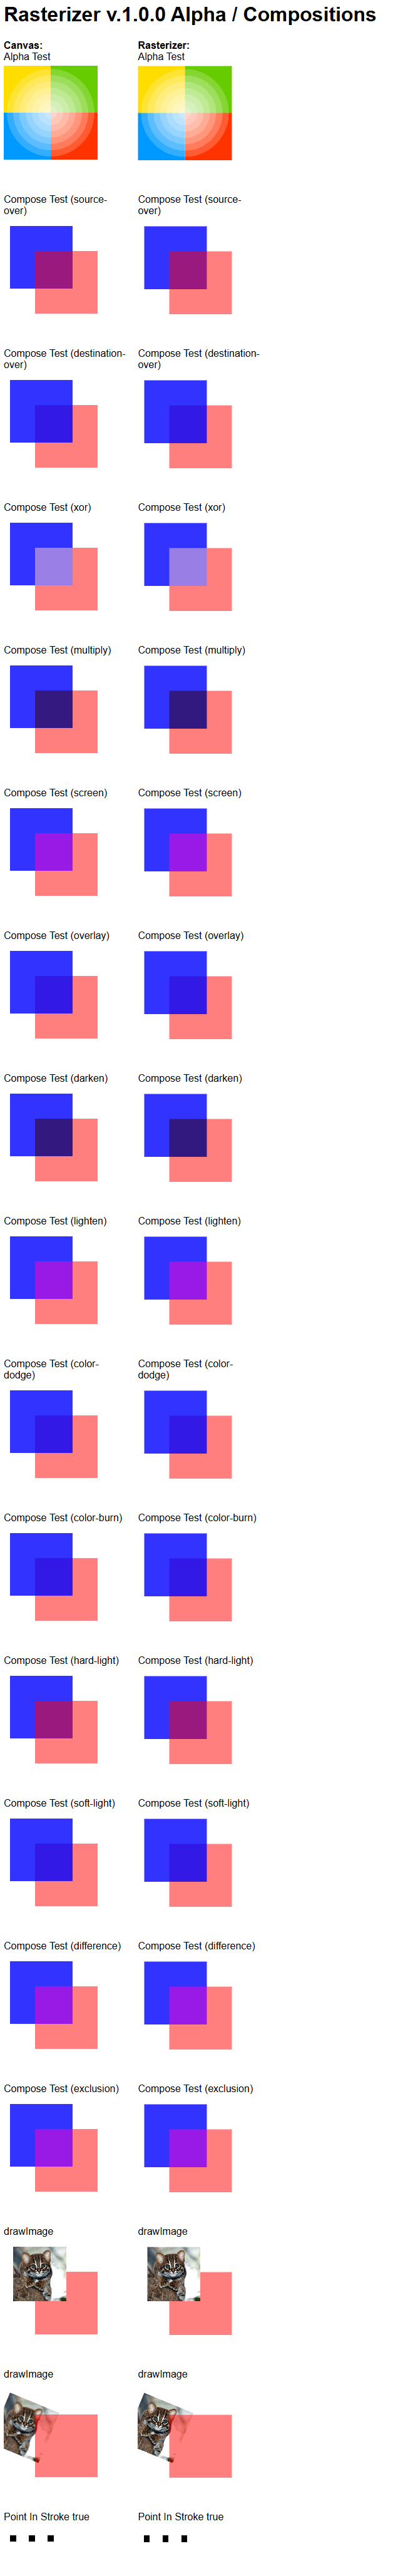 Rasterizer v.1.0.0 Alpha / Compositions
Canvas:
Alpha Test
Rasterizer:
Alpha Test
Compose Test (source-
over)
Compose Test (source-
over)
Compose Test (destination-
over)
Compose Test (destination-
over)
Compose Test (xor)
Compose Test (xor)
Compose Test (multiply)
Compose Test (multiply)
Compose Test (screen)
Compose Test (screen)
Compose Test (overlay)
Compose Test (overlay)
Compose Test (darken)
Compose Test (darken)
Compose Test (lighten)
Compose Test (lighten)
Compose Test (color-
dodge)
Compose Test (color-
dodge)
Compose Test (color-burn)
Compose Test (color-burn)
Compose Test (hard-light)
Compose Test (hard-light)
Compose Test (soft-light)
Compose Test (soft-light)
Compose Test (difference)
Compose Test (difference)
Compose Test (exclusion)
Compose Test (exclusion)
drawImage
drawImage
drawImage
drawImage
Point In Stroke true
Point In Stroke true